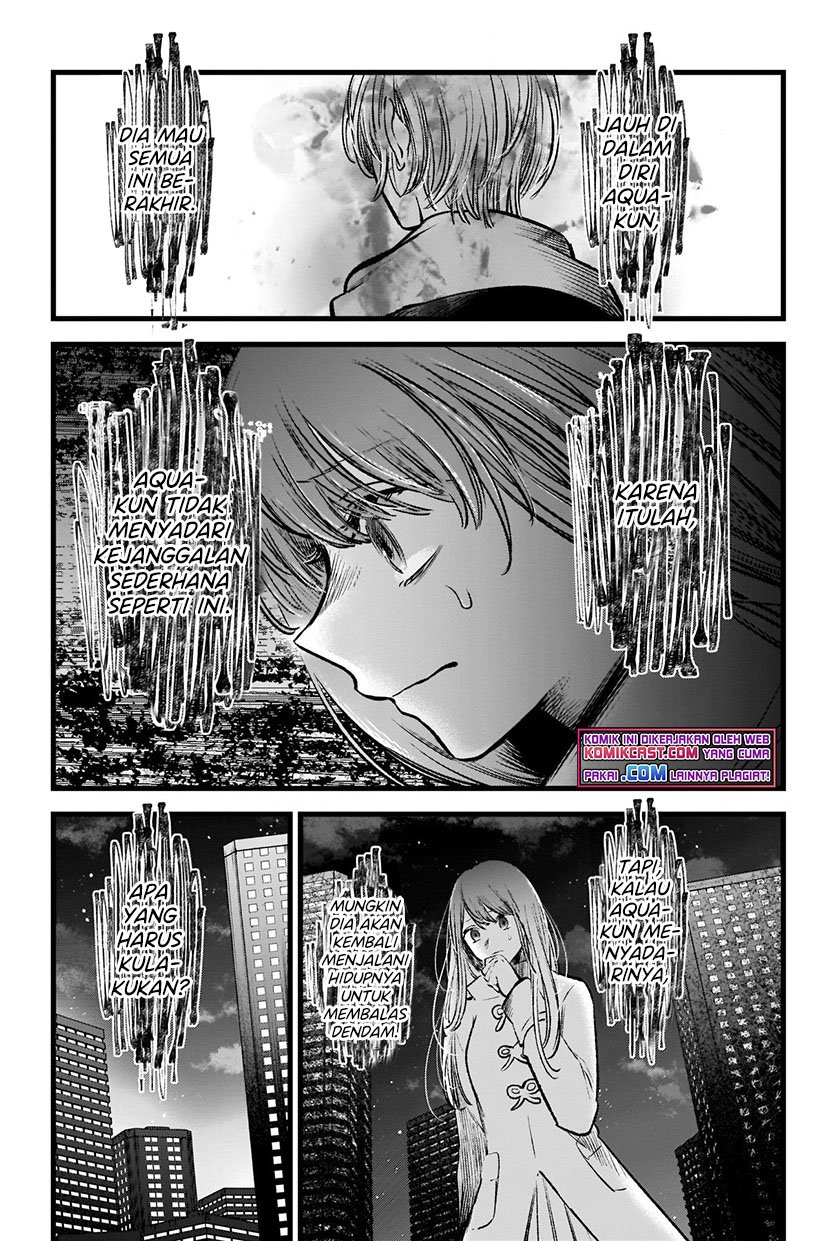 JAUH DI
DALAM
DIRI
AQUA-
KUN,
DIA MAU
SEMUA
INI BE-
RAKHIR.
KARENA
ITULAH,
AQUA-
KUN TIDAK
MENYADARI
KEJANGGALAN
SEDERHANA
SEPERTI INI.
KOMIK INI DIKERJAKAN OLEH WEB
KOMIKCAST.COM YANG CUMA
PAKAI .COM LAINNYA PLAGIAT!
TAPI,
KALAU
AQUA-
KUN ME-
NYADA-
RINYA,
MUNGKIN
DIA AKAN
KEMBALI
MENJALANI
HIDUPNYA
UNTUK
MEMBALAS
DENDAM.
APA
YANG
HARUS
KULA-
KUKAN?